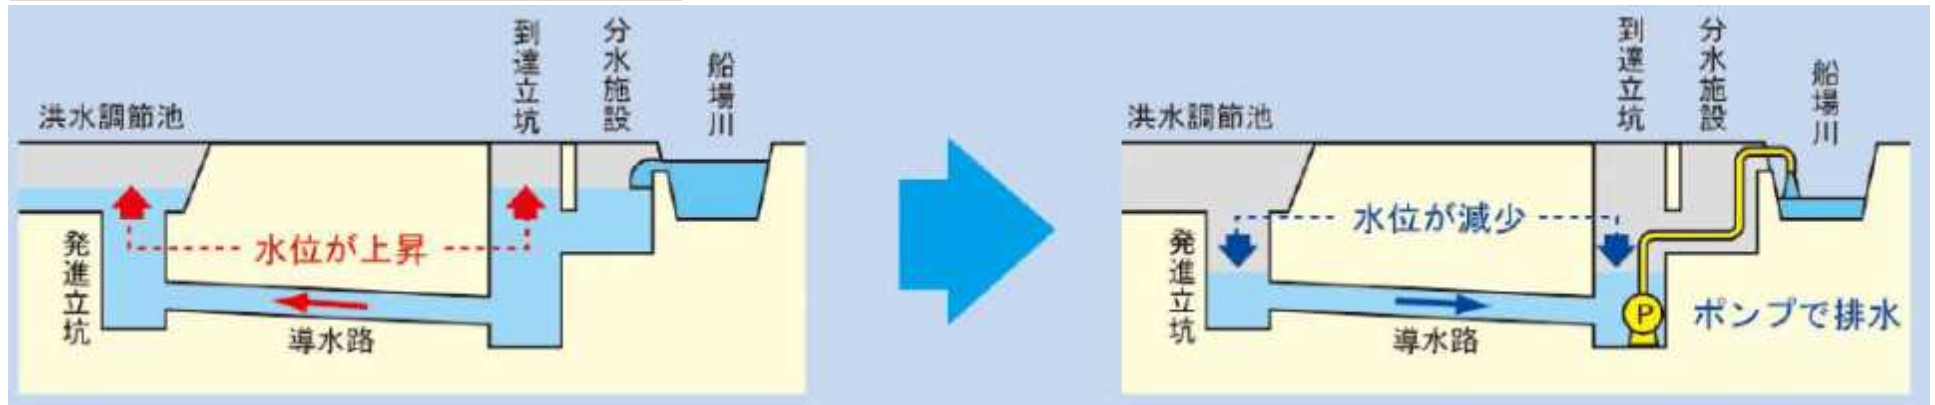 洪水調節池
発進立坑
水位が上昇
導水路
到達立坑
分水施設
船場川
洪水調節池
発進立坑
水位が減少
導水路
到達立坑
分水施設
船場川
P
ポンプで排水